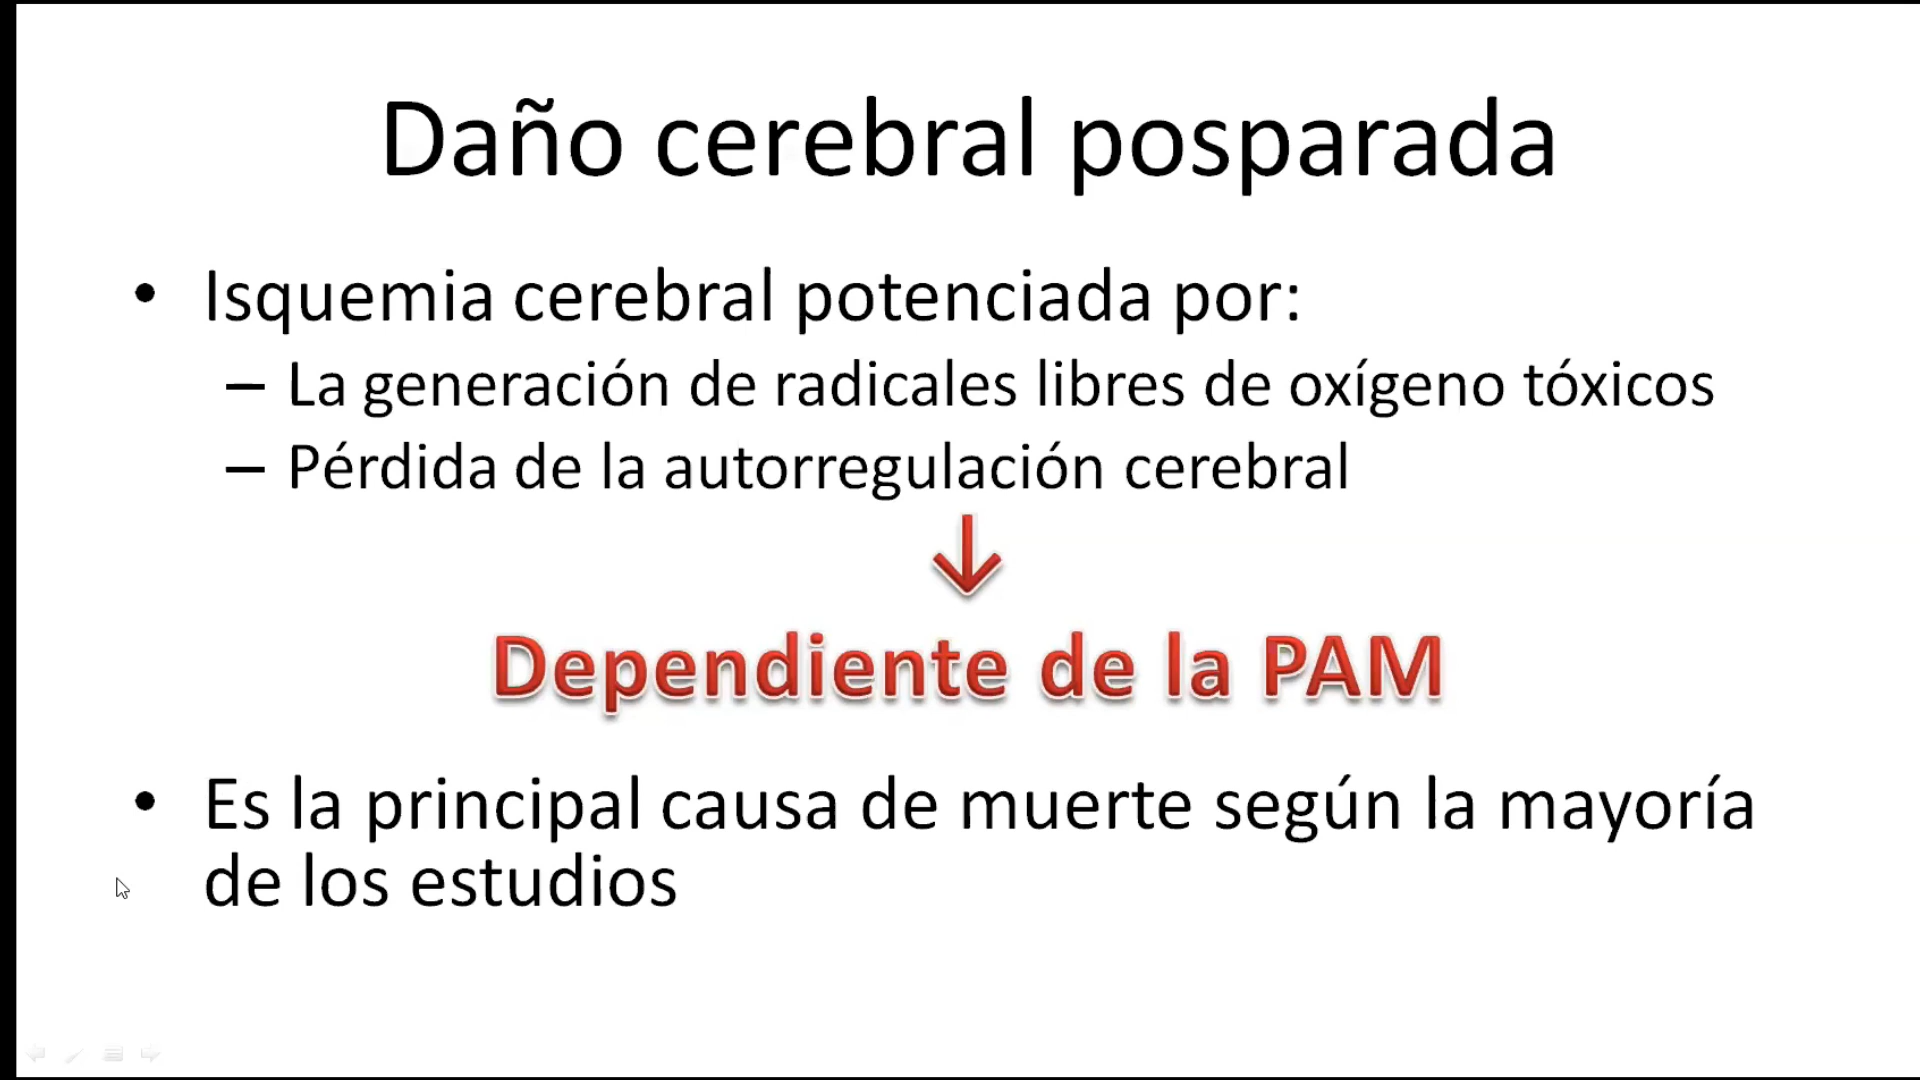 Daño cerebral posparada
• Isquemia cerebral potenciada por:
– La generación de radicales libres de oxígeno tóxicos
– Pérdida de la autorregulación cerebral
↓
Dependiente de la PAM
• Es la principal causa de muerte según la mayoría
de los estudios